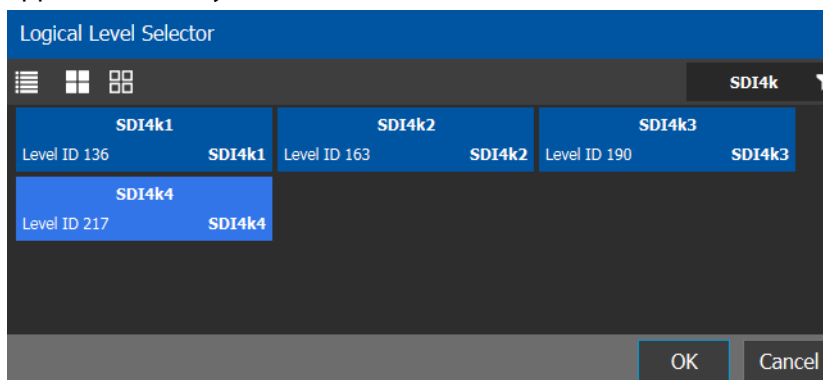 Logical Level Selector
SDI4k
SDI4k1
Level ID 136 SDI4k1
SDI4k2
Level ID 163 SDI4k2
SDI4k3
Level ID 190 SDI4k3
SDI4k4
Level ID 217 SDI4k4
OK
Cancel